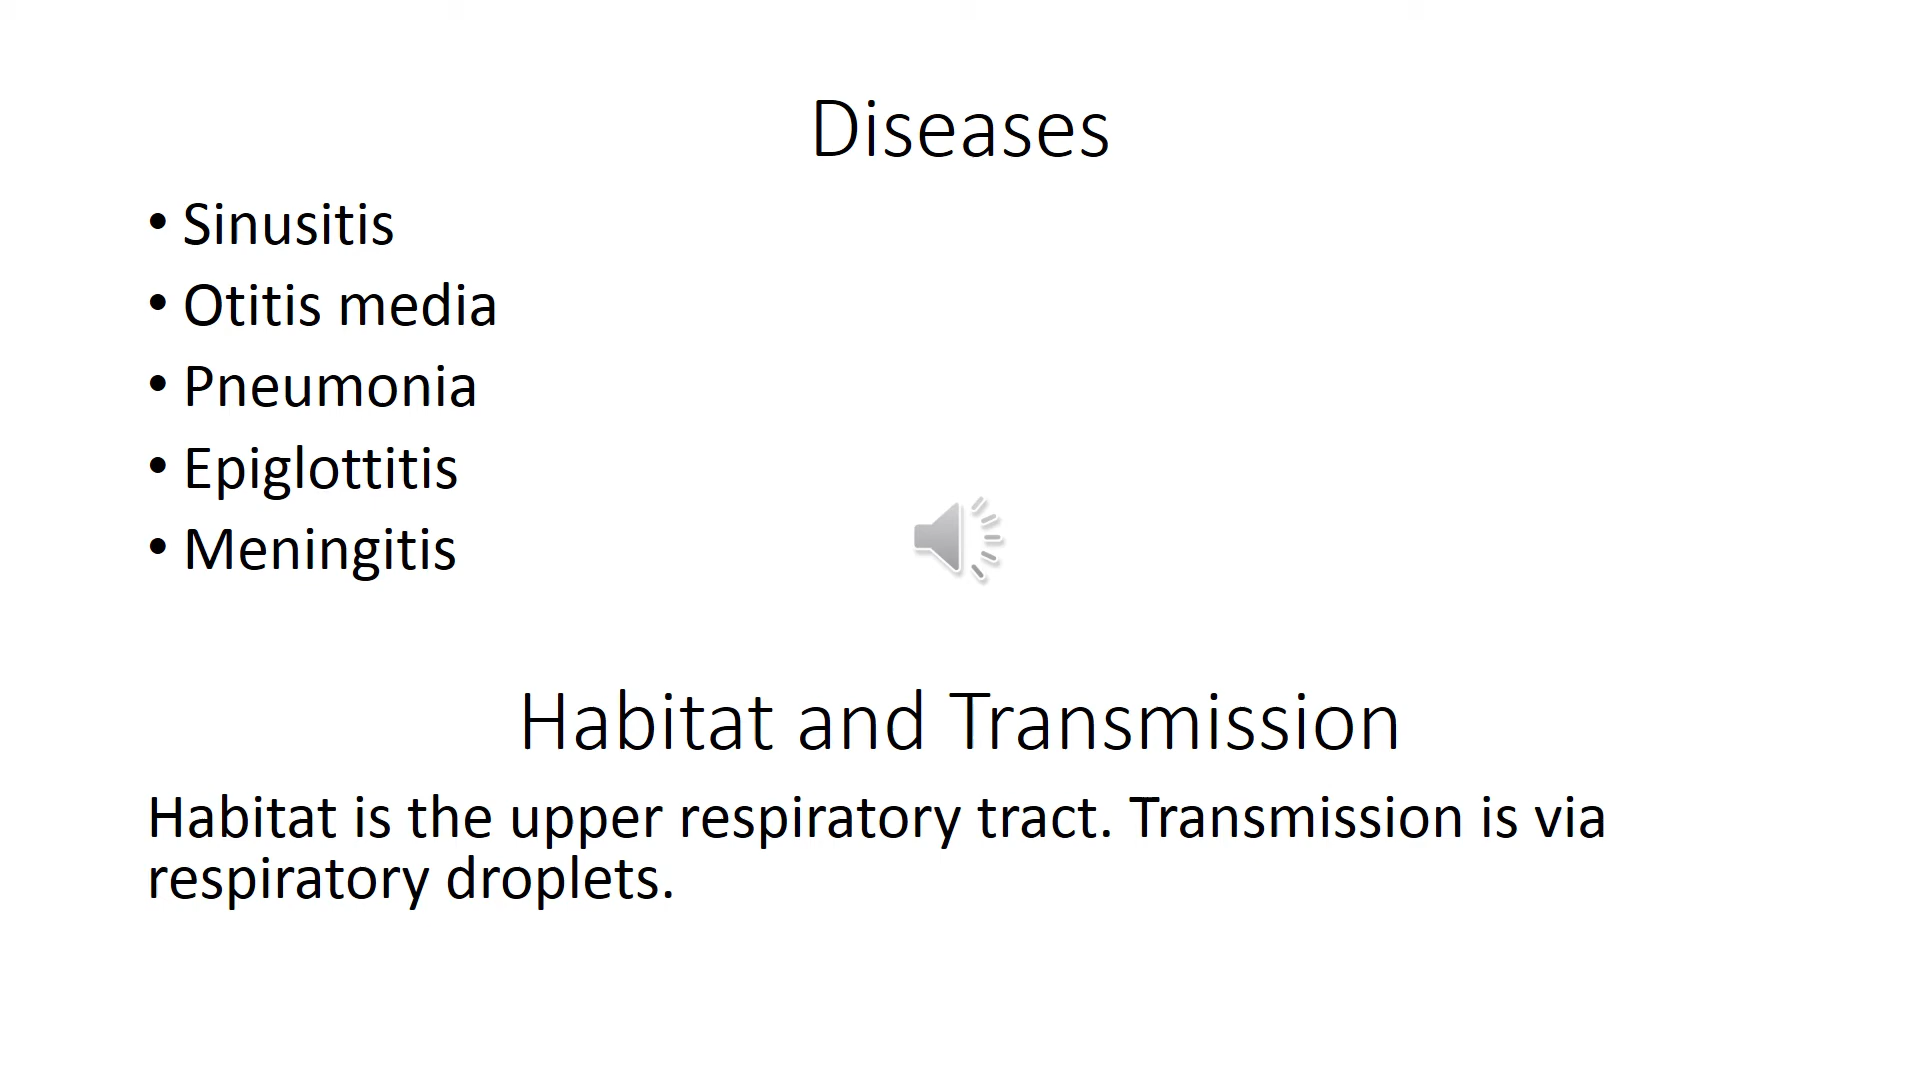 Diseases
• Sinusitis
• Otitis media
• Pneumonia
• Epiglottitis
• Meningitis
Habitat and Transmission
Habitat is the upper respiratory tract. Transmission is via
respiratory droplets.